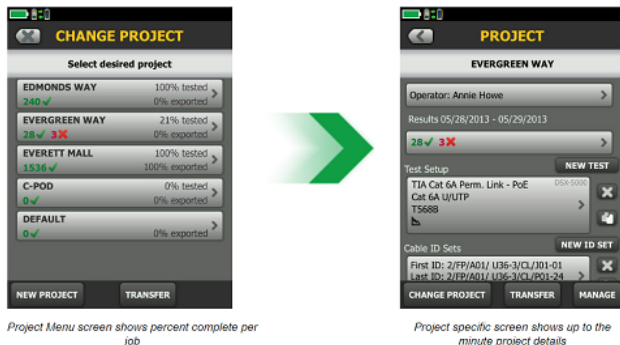 CHANGE PROJECT
Select desired project
EDMONDS WAY 100% tested
240 ✓ 0% exported
EVERGREEN WAY 21% tested
28 ✓ 3 ✗ 0% exported
EVERETT MALL 100% tested
1536 ✓ 100% exported
C-POD 0% tested
0 ✓ 0% exported
DEFAULT
0 ✓ 0% exported
NEW PROJECT TRANSFER
Project Menu screen shows percent complete per
job
PROJECT
EVERGREEN WAY
Operator: Annie Howe
Results 05/28/2013 - 05/29/2013
28 ✓ 3 ✗
Test Setup NEW TEST
TIA Cat 6A Perm. Link - PoE DSX-5000
Cat 6A U/UTP
T568B
Cable ID Sets NEW ID SET
First ID: 2/FP/A01/ U36-3/CL/J01-01
Last ID: 2/FP/A01/ U36-3/CL/P01-24
CHANGE PROJECT TRANSFER MANAGE
Project specific screen shows up to the
minute project details